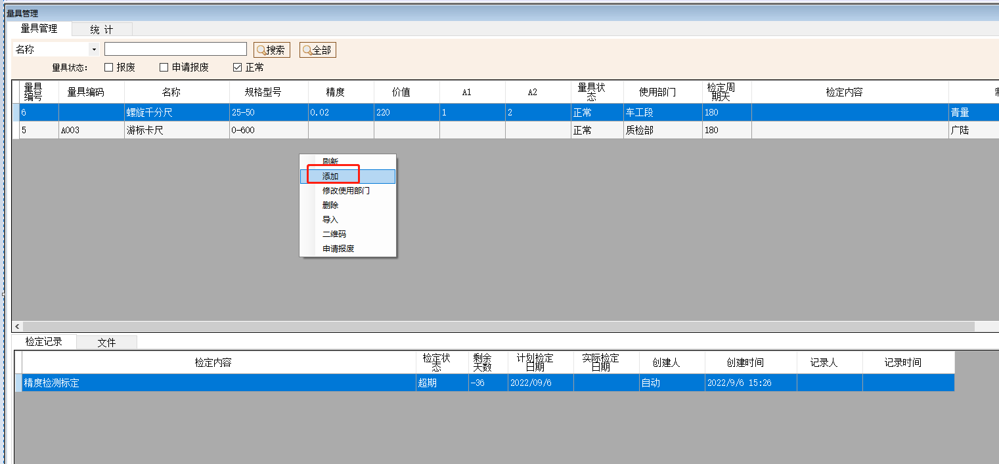 量具管理
量具管理 统 计
名称 搜索 全部
量具状态: 报废 申请报废 正常
量具编号 量具编码 名称 规格型号 精度 价值 A1 A2 量具状态 使用部门 检定周期天 检定内容
6 螺旋千分尺 25-50 0.02 220 1 2 正常 车工段 180 青量
5 A003 游标卡尺 0-600 正常 质检部 180 广陆
刷新
添加
修改使用部门
删除
导入
二维码
申请报废
检定记录 文件
检定内容 检定状态 剩余天数 计划检定日期 实际检定日期 创建人 创建时间 记录人 记录时间
精度检测标定 超期 -36 2022/09/6 自动 2022/9/6 15:26